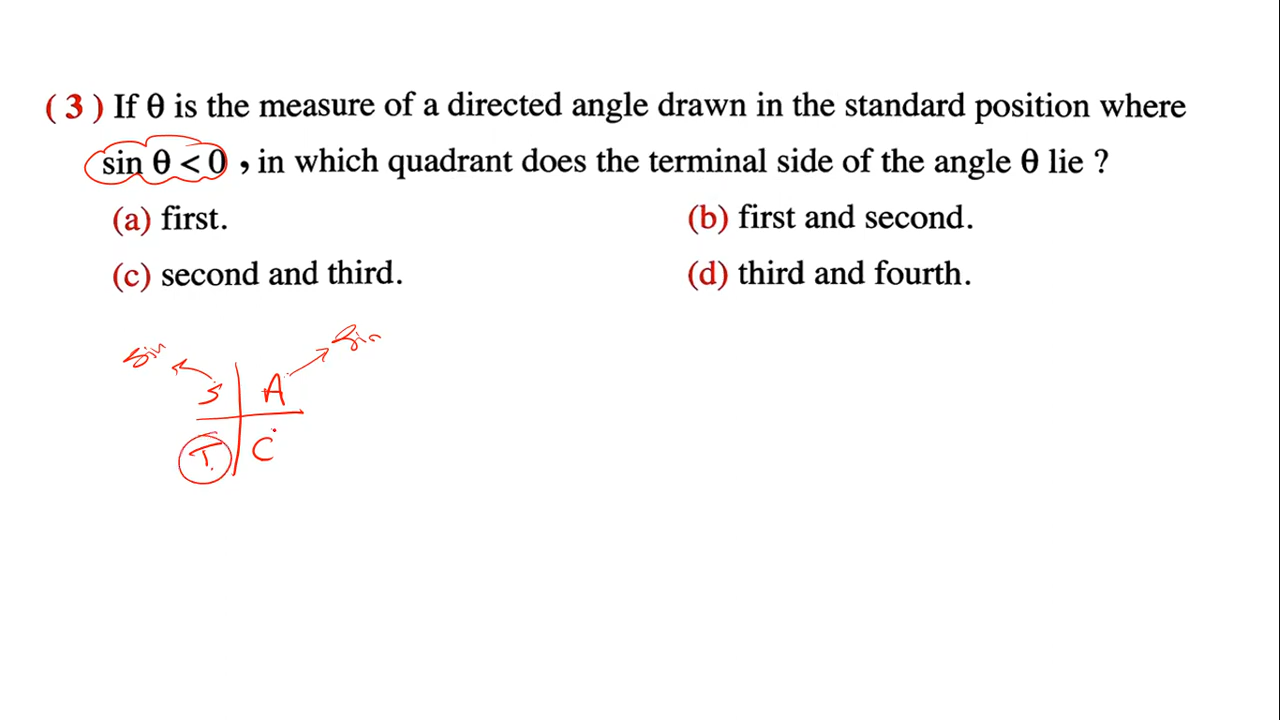 ( 3 ) If θ is the measure of a directed angle drawn in the standard position where
sin θ < 0 , in which quadrant does the terminal side of the angle θ lie ?
(a) first.
(b) first and second.
(c) second and third.
(d) third and fourth.
sin
sin
S A
T C